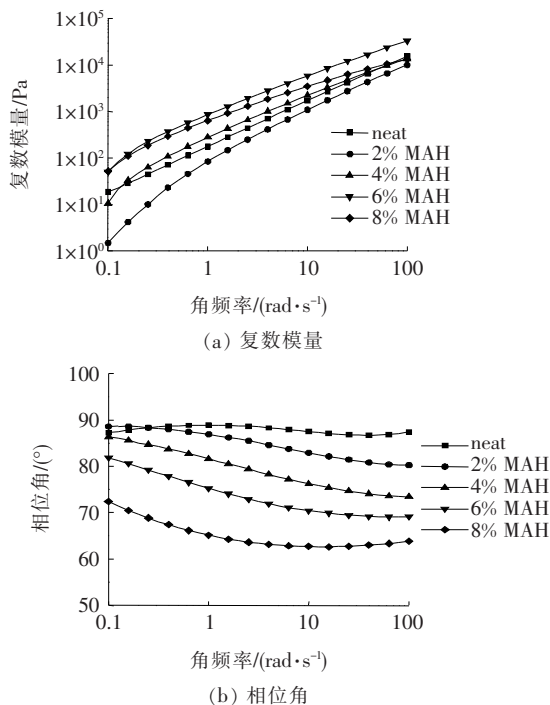 1×10⁵
1×10⁴
1×10³
1×10²
1×10¹
1×10⁰
复数模量/Pa
neat
2% MAH
4% MAH
6% MAH
8% MAH
0.1 1 10 100
角频率/(rad·s⁻¹)
(a) 复数模量
100
90
80
70
60
50
相位角/(°)
neat
2% MAH
4% MAH
6% MAH
8% MAH
0.1 1 10 100
角频率/(rad·s⁻¹)
(b) 相位角